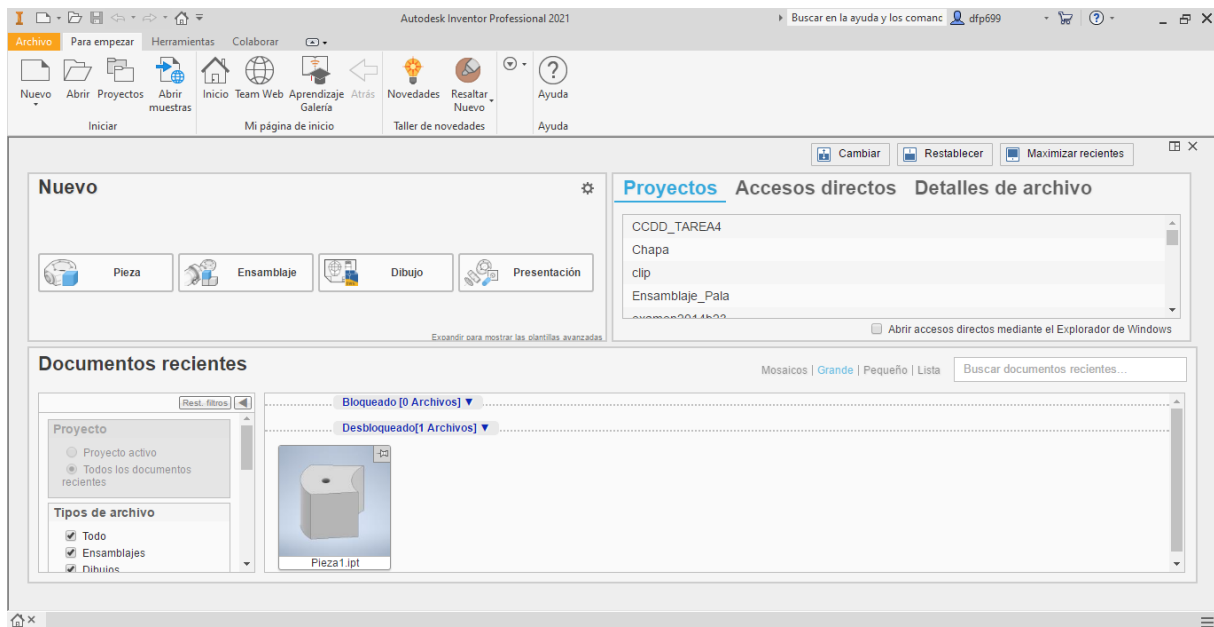 Autodesk Inventor Professional 2021
Buscar en la ayuda y los comanc
dfp699
Archivo Para empezar Herramientas Colaborar
Nuevo Abrir Proyectos Abrir muestras Inicio Team Web Aprendizaje Galería Atrás Novedades Resaltar Nuevo Ayuda
Iniciar Mi página de inicio Taller de novedades Ayuda
Cambiar Restablecer Maximizar recientes
Nuevo
Pieza Ensamblaje Dibujo Presentación
Expandir para mostrar las plantillas avanzadas
Proyectos Accesos directos Detalles de archivo
CCDD_TAREA4
Chapa
clip
Ensamblaje_Pala
Abrir accesos directos mediante el Explorador de Windows
Documentos recientes
Mosaicos | Grande | Pequeño | Lista
Buscar documentos recientes...
Rest. filtros
Proyecto
Proyecto activo
Todos los documentos
recientes
Tipos de archivo
Todo
Ensamblajes
Dibujos
Bloqueado [0 Archivos] ▼
Desbloqueado[1 Archivos] ▼
Pieza1.ipt